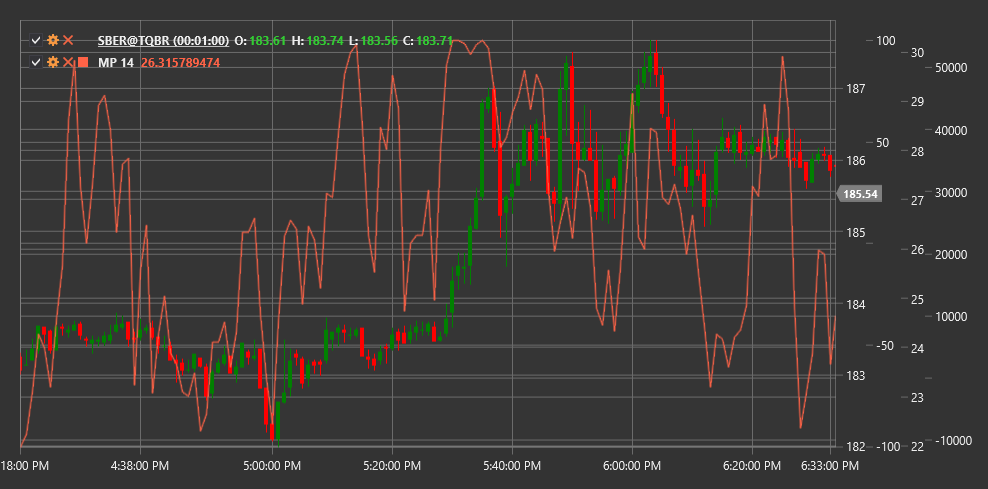 SBER@TQBR (00:01:00) O: 183.61 H: 183.74 L: 183.55 C: 183.71
MP 14 26.315789474
100
30
50000
187
29
40000
50
28
186
30000
185.54
27
185
26
20000
25
184
10000
-50
24
183
23
182
-100
22
-10000
18:00 PM
4:38:00 PM
5:00:00 PM
5:20:00 PM
5:40:00 PM
6:00:00 PM
6:20:00 PM
6:33:00 PM